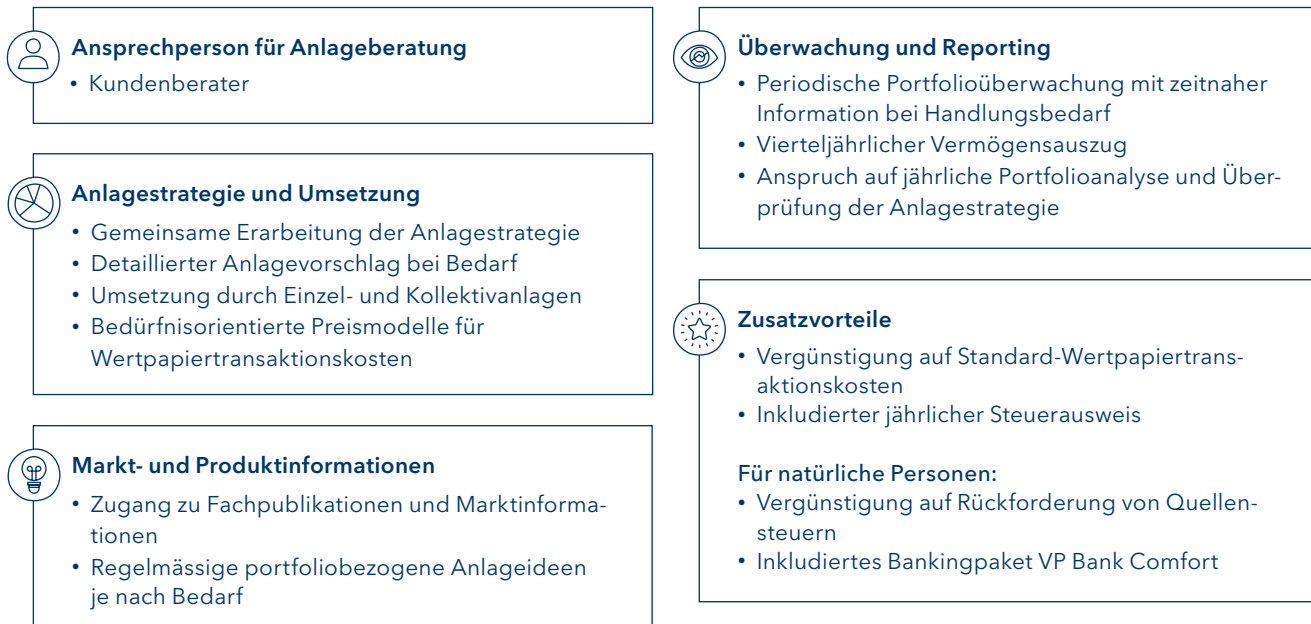 Ansprechperson für Anlageberatung
• Kundenberater
Anlagestrategie und Umsetzung
• Gemeinsame Erarbeitung der Anlagestrategie
• Detaillierter Anlagevorschlag bei Bedarf
• Umsetzung durch Einzel- und Kollektivanlagen
• Bedürfnisorientierte Preismodelle für
Wertpapiertransaktionskosten
Markt- und Produktinformationen
• Zugang zu Fachpublikationen und Marktinforma-
tionen
• Regelmässige portfoliobezogene Anlageideen
je nach Bedarf
Überwachung und Reporting
• Periodische Portfolioüberwachung mit zeitnaher
Information bei Handlungsbedarf
• Vierteljährlicher Vermögensauszug
• Anspruch auf jährliche Portfolioanalyse und Über-
prüfung der Anlagestrategie
Zusatzvorteile
• Vergünstigung auf Standard-Wertpapiertrans-
aktionskosten
• Inkludierter jährlicher Steuerausweis
Für natürliche Personen:
• Vergünstigung auf Rückforderung von Quellen-
steuern
• Inkludiertes Bankingpaket VP Bank Comfort